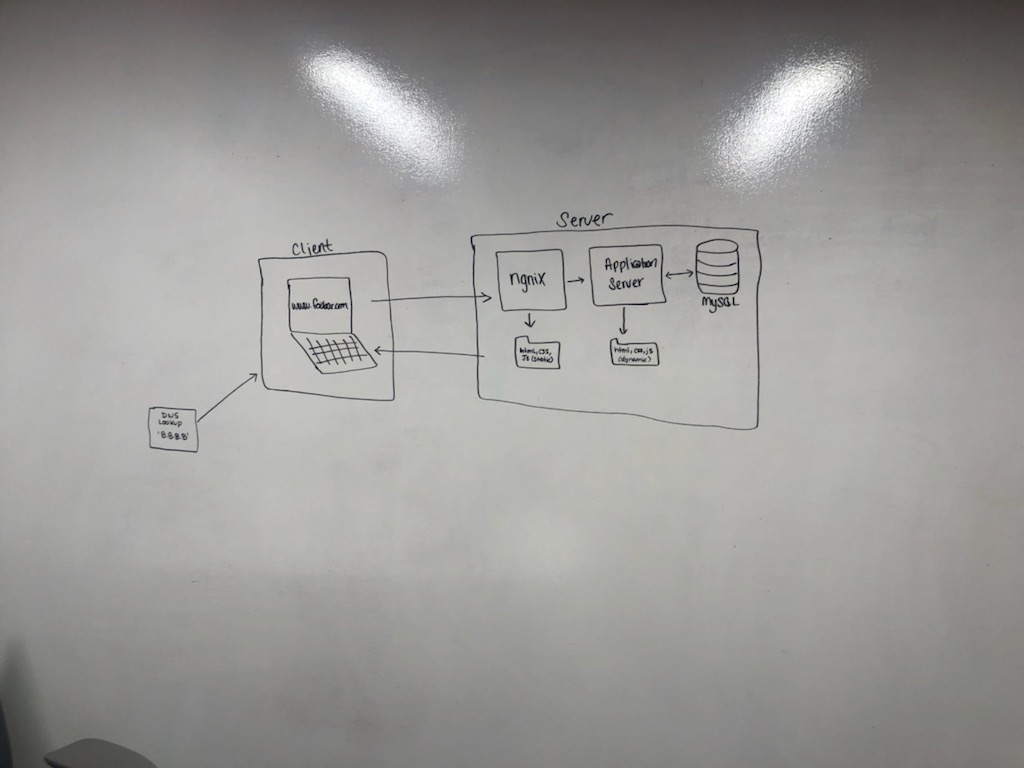 Server
Client
www.foobar.com
ngnix
Application
Server
MySQL
html, css,
Js (static)
html, css, js
(dynamic)
DNS
Lookup
'8.8.8.8'